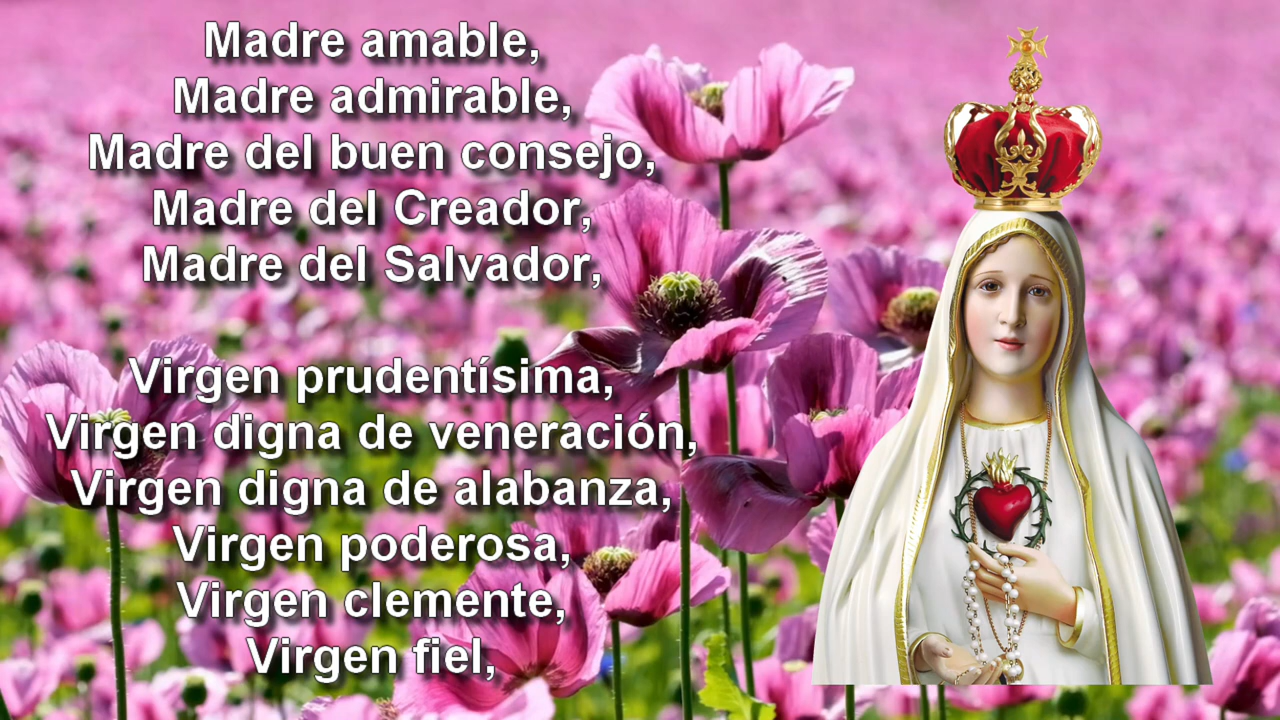 Madre amable,
Madre admirable,
Madre del buen consejo,
Madre del Creador,
Madre del Salvador,
Virgen prudentísima,
Virgen digna de veneración,
Virgen digna de alabanza,
Virgen poderosa,
Virgen clemente,
Virgen fiel,